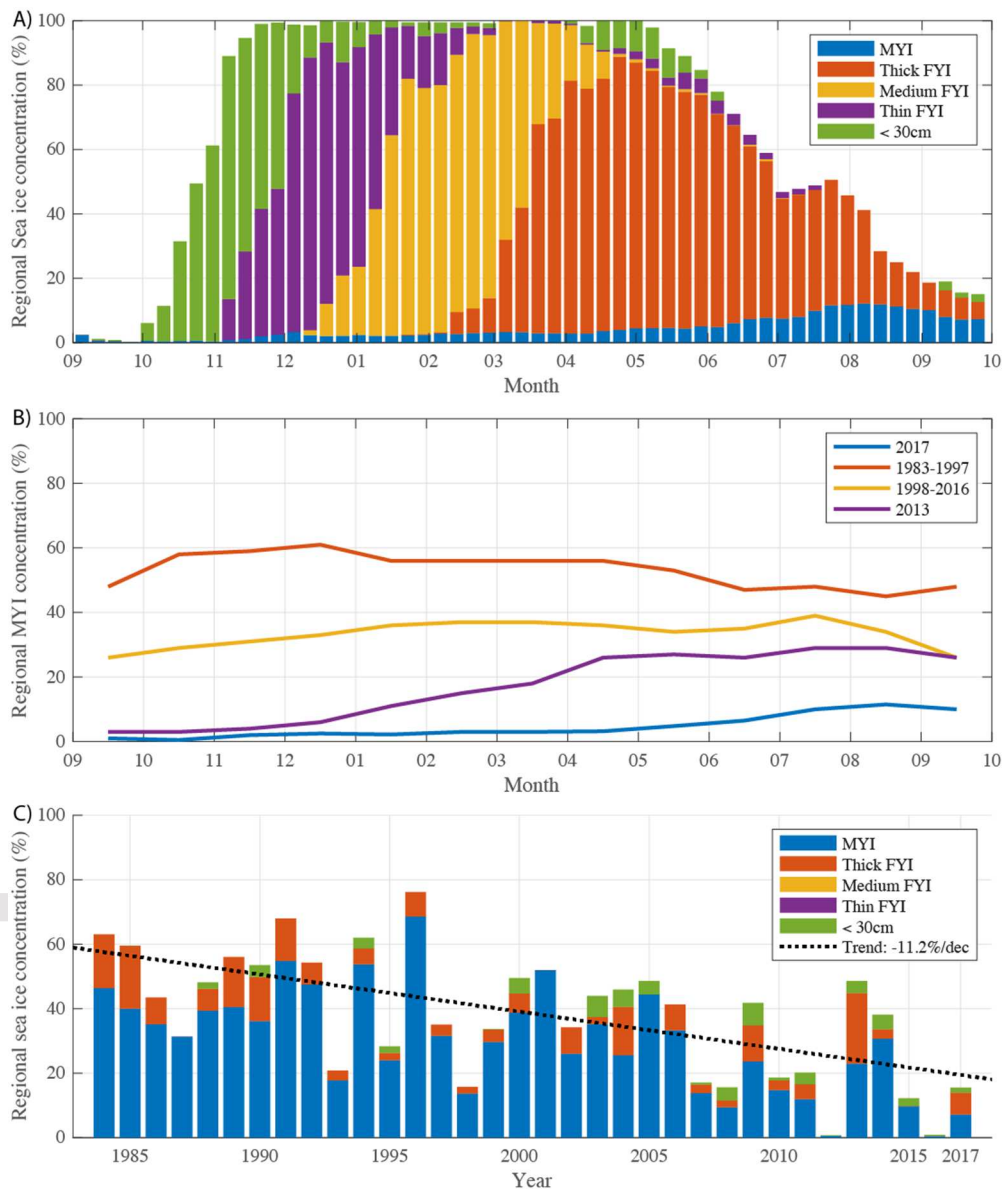 A)
Regional Sea ice concentration (%)
100
80
60
40
20
0
MYI
Thick FYI
Medium FYI
Thin FYI
< 30cm
09 10 11 12 01 02 03 04 05 06 07 08 09 10
Month
B)
Regional MYI concentration (%)
100
80
60
40
20
0
2017
1983-1997
1998-2016
2013
09 10 11 12 01 02 03 04 05 06 07 08 09 10
Month
C)
Regional sea ice concentration (%)
100
80
60
40
20
0
MYI
Thick FYI
Medium FYI
Thin FYI
< 30cm
Trend: -11.2%/dec
1985 1990 1995 2000 2005 2010 2015 2017
Year